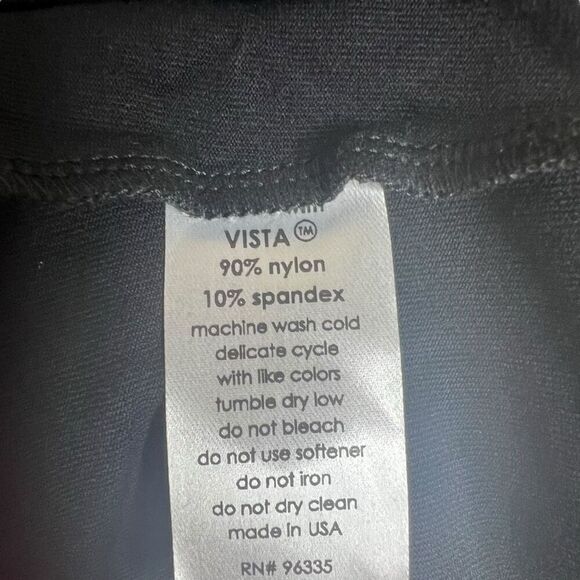 VISTA™
90% nylon
10% spandex
machine wash cold
delicate cycle
with like colors
tumble dry low
do not bleach
do not use softener
do not iron
do not dry clean
made in USA
RN# 96335